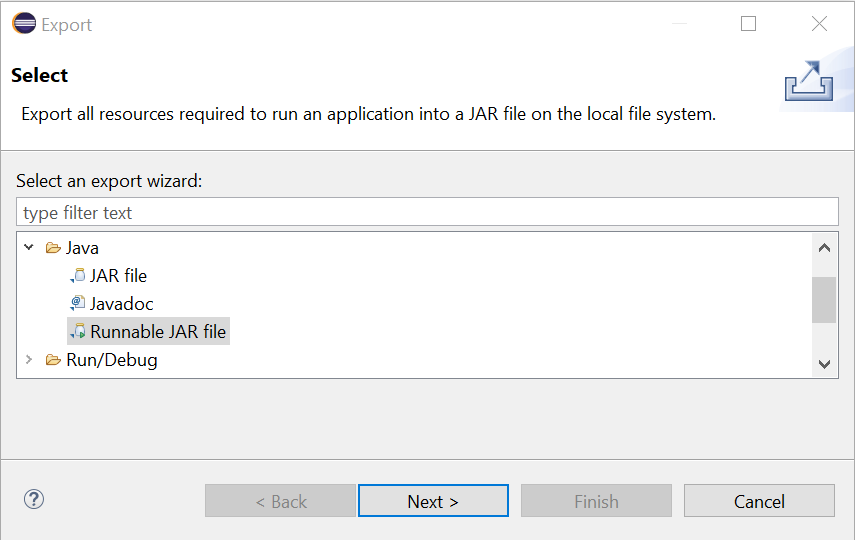 Export
Select
Export all resources required to run an application into a JAR file on the local file system.
Select an export wizard:
type filter text
Java
JAR file
Javadoc
Runnable JAR file
Run/Debug
< Back
Next >
Finish
Cancel